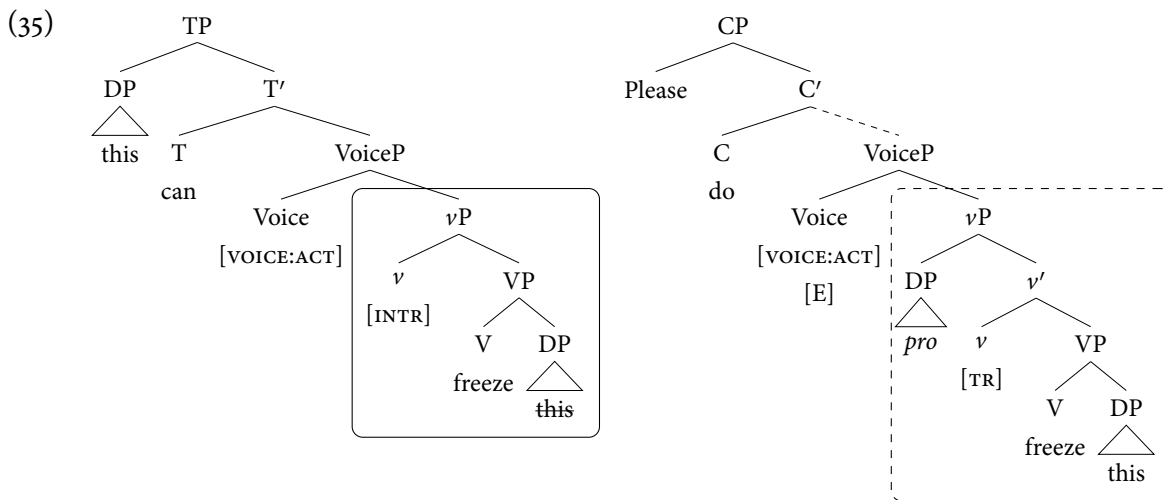 (35) TP CP
DP T′ Please C′
this T VoiceP C VoiceP
can do
Voice vP Voice vP
[VOICE:ACT] [VOICE:ACT]
v VP [E] DP v′
[INTR] pro
V DP v VP
freeze [TR]
this V DP
freeze
this